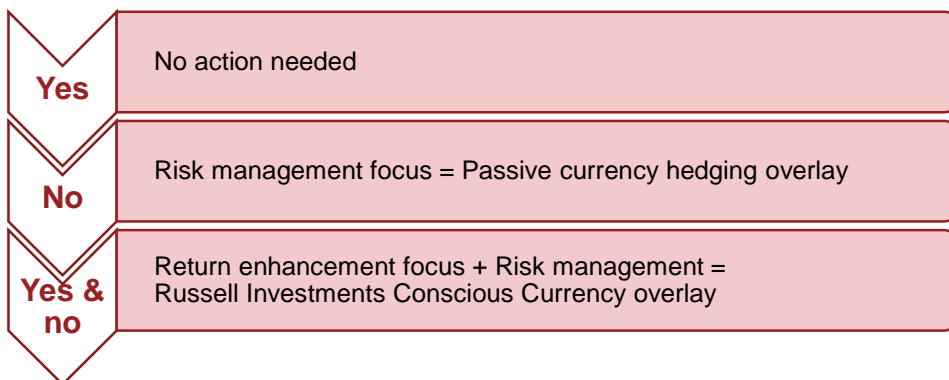 Yes
No action needed
No
Risk management focus = Passive currency hedging overlay
Yes &
no
Return enhancement focus + Risk management =
Russell Investments Conscious Currency overlay